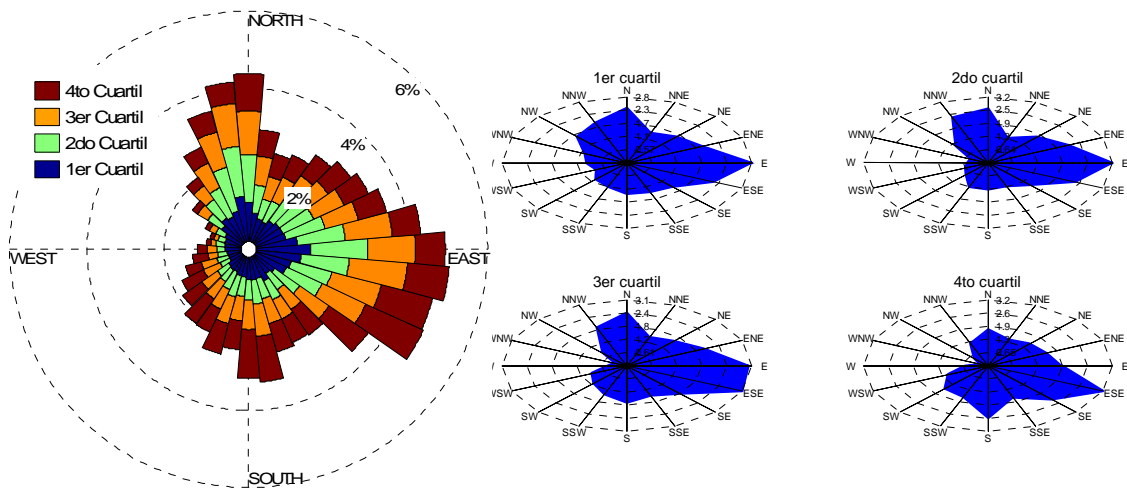 NORTH
4to Cuartil
3er Cuartil
2do Cuartil
1er Cuartil
6%
4%
2%
WEST
EAST
SOUTH
1er cuartil
N
NNW
NNE
NW
NE
WNW
ENE
E
WSW
ESE
SW
SE
SSW
SSE
S
2.8
2.3
2do cuartil
N
NNW
NNE
NW
NE
WNW
ENE
W
E
WSW
ESE
SW
SE
SSW
SSE
S
3.2
2.5
4.9
3er cuartil
N
NNW
NNE
NW
NE
WNW
ENE
W
E
WSW
ESE
SW
SE
SSW
SSE
S
3.1
2.4
1.8
4to cuartil
N
NNW
NNE
NW
NE
WNW
ENE
W
E
WSW
ESE
SW
SE
SSW
SSE
S
3.2
2.6
4.9